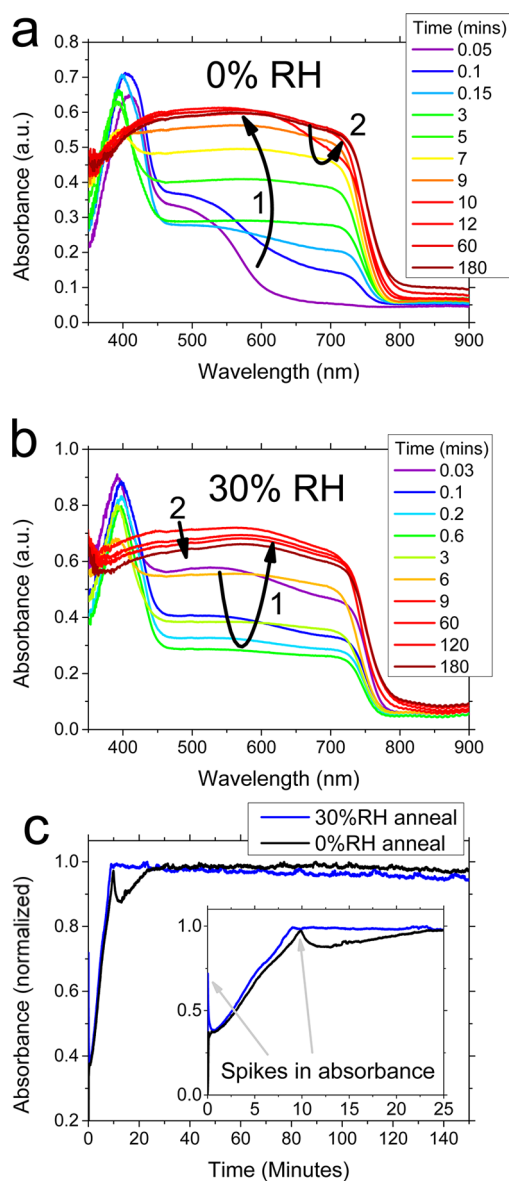 a
0% RH
Time (mins)
0.05
0.1
0.15
3
5
7
9
10
12
60
180
1
2
Absorbance (a.u.)
0.8
0.7
0.6
0.5
0.4
0.3
0.2
0.1
0.0
400 500 600 700 800 900
Wavelength (nm)
b
30% RH
Time (mins)
0.03
0.1
0.2
0.6
3
6
9
60
120
180
2
1
Absorbance (a.u.)
1.0
0.8
0.6
0.4
0.2
0.0
400 500 600 700 800 900
Wavelength (nm)
c
30%RH anneal
0%RH anneal
Absorbance (normalized)
1.0
0.8
0.6
0.4
0.2
1.0
0.5
0.0
0 5 10 15 20 25
Spikes in absorbance
0 20 40 60 80 100 120 140
Time (Minutes)